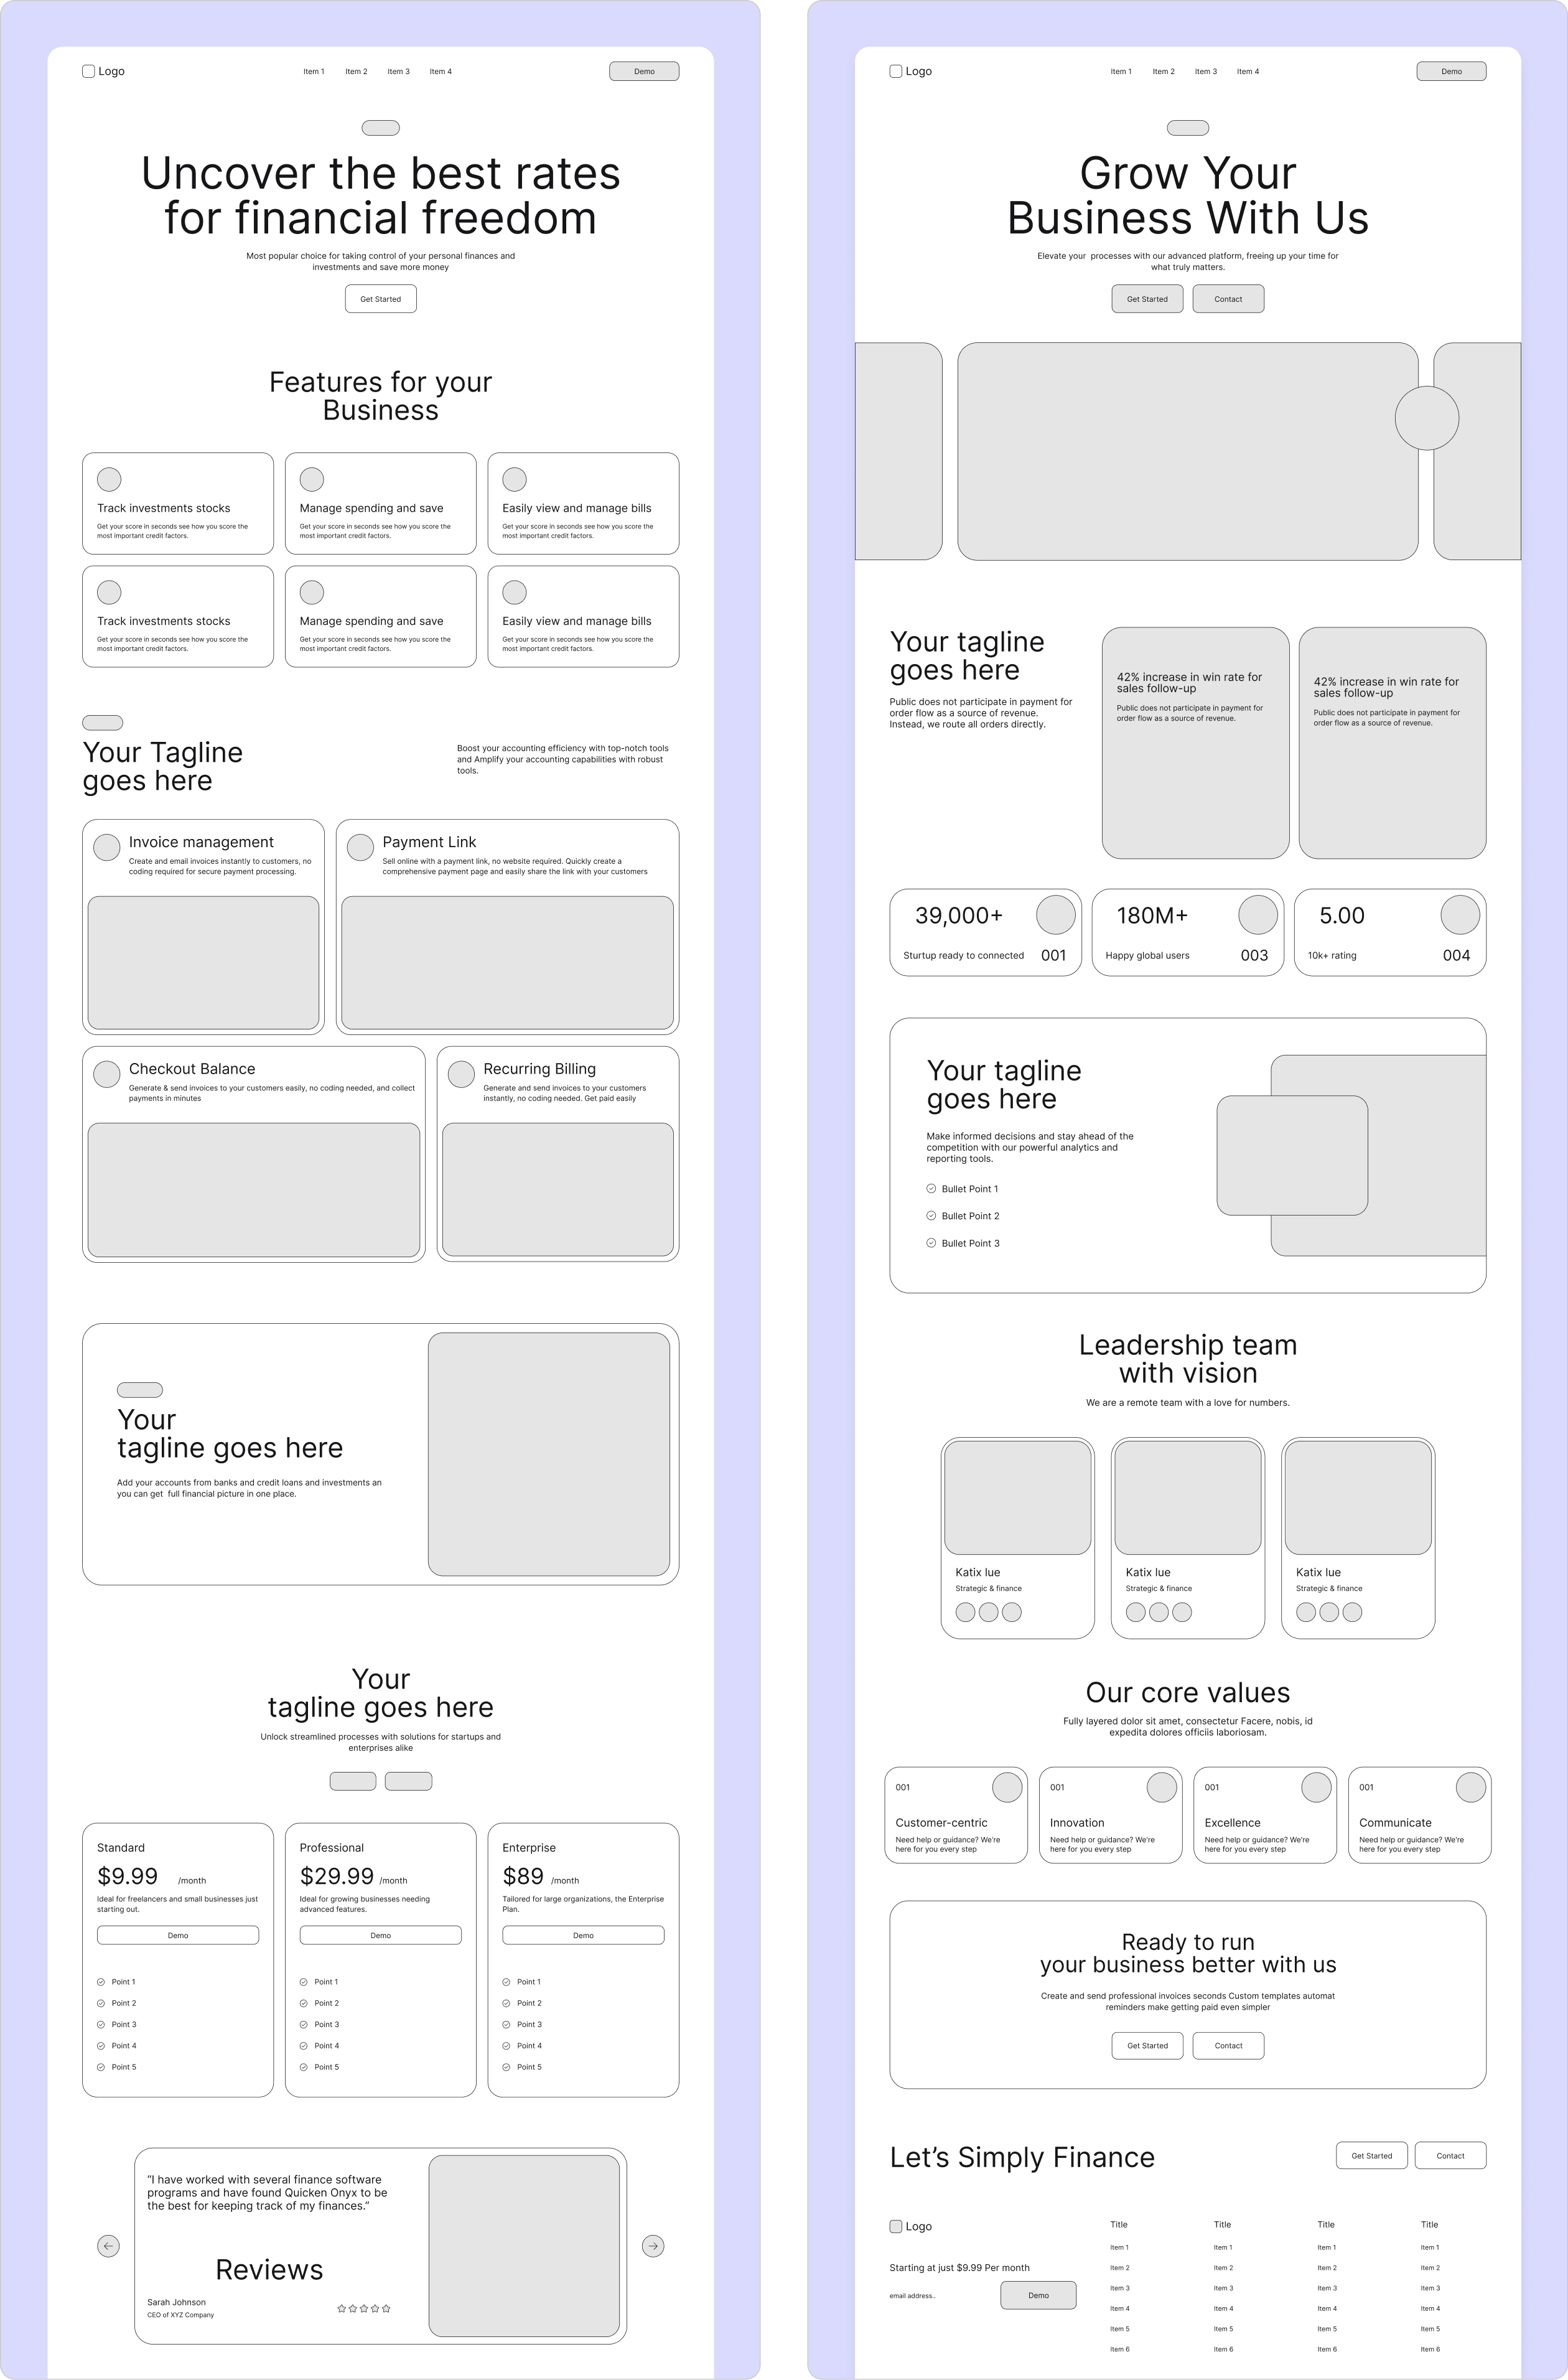 Logo
Item 1
Item 2
Item 3
Item 4
Demo
Uncover the best rates
for financial freedom
Most popular choice for taking control of your personal finances and
investments and save more money
Get Started
Features for your
Business
Track investments stocks
Get your score in seconds see how you score the
most important credit factors.
Manage spending and save
Get your score in seconds see how you score the
most important credit factors.
Easily view and manage bills
Get your score in seconds see how you score the
most important credit factors.
Track investments stocks
Get your score in seconds see how you score the
most important credit factors.
Manage spending and save
Get your score in seconds see how you score the
most important credit factors.
Easily view and manage bills
Get your score in seconds see how you score the
most important credit factors.
Your Tagline
goes here
Boost your accounting efficiency with top-notch tools
and Amplify your accounting capabilities with robust
tools.
Invoice management
Create and email invoices instantly to customers, no
coding required for secure payment processing.
Payment Link
Sell online with a payment link, no website required. Quickly create a
comprehensive payment page and easily share the link with your customers
Checkout Balance
Generate & send invoices to your customers easily, no coding needed, and collect
payments in minutes
Recurring Billing
Generate and send invoices to your customers
instantly, no coding needed. Get paid easily
Your
tagline goes here
Add your accounts from banks and credit loans and investments an
you can get  full financial picture in one place.
Your
tagline goes here
Unlock streamlined processes with solutions for startups and
enterprises alike
Standard
$9.99 /month
Ideal for freelancers and small businesses just
starting out.
Demo
Point 1
Point 2
Point 3
Point 4
Point 5
Professional
$29.99 /month
Ideal for growing businesses needing
advanced features.
Demo
Point 1
Point 2
Point 3
Point 4
Point 5
Enterprise
$89 /month
Tailored for large organizations, the Enterprise
Plan.
Demo
Point 1
Point 2
Point 3
Point 4
Point 5
“I have worked with several finance software
programs and have found Quicken Onyx to be
the best for keeping track of my finances.”
Reviews
Sarah Johnson
CEO of XYZ Company
Logo
Item 1
Item 2
Item 3
Item 4
Demo
Grow Your
Business With Us
Elevate your  processes with our advanced platform, freeing up your time for
what truly matters.
Get Started
Contact
Your tagline
goes here
Public does not participate in payment for
order flow as a source of revenue.
Instead, we route all orders directly.
42% increase in win rate for
sales follow-up
Public does not participate in payment for
order flow as a source of revenue.
42% increase in win rate for
sales follow-up
Public does not participate in payment for
order flow as a source of revenue.
39,000+
Sturtup ready to connected
001
180M+
Happy global users
003
5.00
10k+ rating
004
Your tagline
goes here
Make informed decisions and stay ahead of the
competition with our powerful analytics and
reporting tools.
Bullet Point 1
Bullet Point 2
Bullet Point 3
Leadership team
with vision
We are a remote team with a love for numbers.
Katix lue
Strategic & finance
Katix lue
Strategic & finance
Katix lue
Strategic & finance
Our core values
Fully layered dolor sit amet, consectetur Facere, nobis, id
expedita dolores officiis laboriosam.
001
Customer-centric
Need help or guidance? We're
here for you every step
001
Innovation
Need help or guidance? We're
here for you every step
001
Excellence
Need help or guidance? We're
here for you every step
001
Communicate
Need help or guidance? We're
here for you every step
Ready to run
your business better with us
Create and send professional invoices seconds Custom templates automat
reminders make getting paid even simpler
Get Started
Contact
Let’s Simply Finance
Get Started
Contact
Logo
Starting at just $9.99 Per month
email address..
Demo
Title
Item 1
Item 2
Item 3
Item 4
Item 5
Item 6
Title
Item 1
Item 2
Item 3
Item 4
Item 5
Item 6
Title
Item 1
Item 2
Item 3
Item 4
Item 5
Item 6
Title
Item 1
Item 2
Item 3
Item 4
Item 5
Item 6